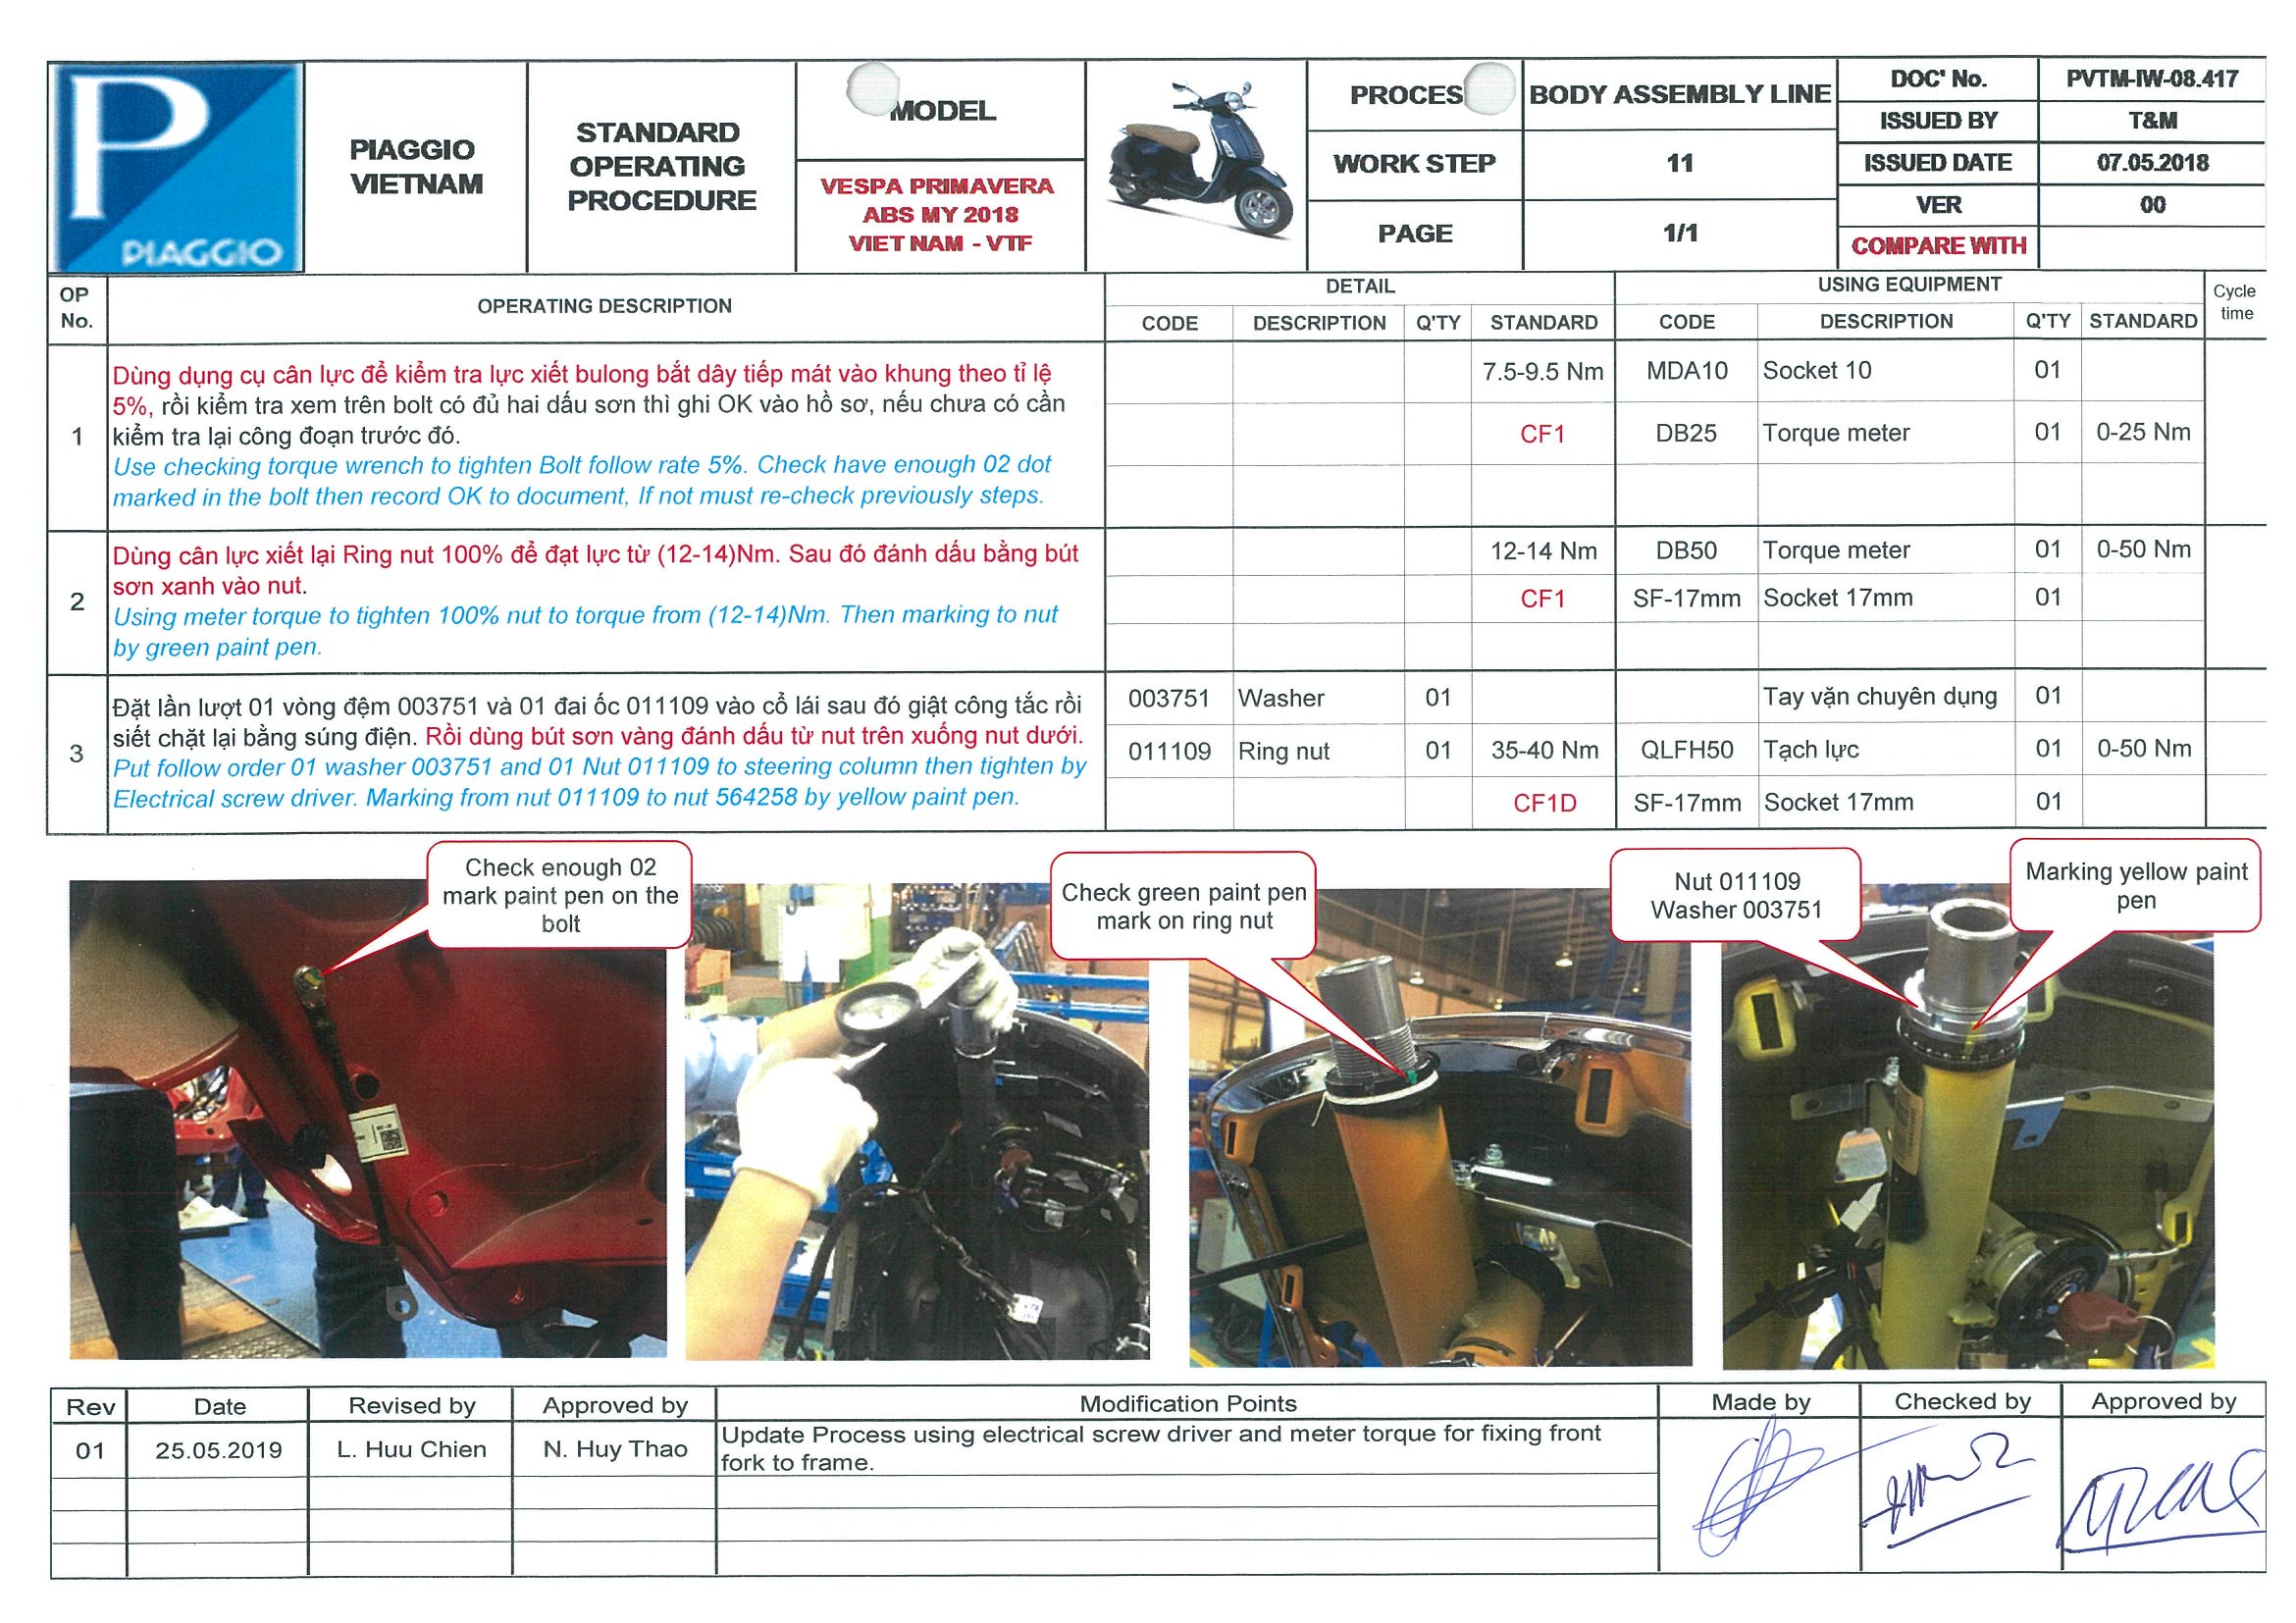 PIAGGIO
PIAGGIO
VIETNAM
STANDARD
OPERATING
PROCEDURE
MODEL
VESPA PRIMAVERA
ABS MY 2018
VIET NAM - VTF
PROCES
BODY ASSEMBLY LINE
WORK STEP
11
PAGE
1/1
DOC' No.
PVTM-IW-08.417
ISSUED BY
T&M
ISSUED DATE
07.05.2018
VER
00
COMPARE WITH
OP
No.
OPERATING DESCRIPTION
DETAIL
USING EQUIPMENT
Cycle
time
CODE
DESCRIPTION
Q'TY
STANDARD
CODE
DESCRIPTION
Q'TY
STANDARD
1
Dùng dụng cụ cân lực để kiểm tra lực xiết bulong bắt dây tiếp mát vào khung theo tỉ lệ
5%, rồi kiểm tra xem trên bolt có đủ hai dấu sơn thì ghi OK vào hồ sơ, nếu chưa có cần
kiểm tra lại công đoạn trước đó.
Use checking torque wrench to tighten Bolt follow rate 5%. Check have enough 02 dot
marked in the bolt then record OK to document, If not must re-check previously steps.
7.5-9.5 Nm
MDA10
Socket 10
01
CF1
DB25
Torque meter
01
0-25 Nm
2
Dùng cân lực xiết lại Ring nut 100% để đạt lực từ (12-14)Nm. Sau đó đánh dấu bằng bút
sơn xanh vào nut.
Using meter torque to tighten 100% nut to torque from (12-14)Nm. Then marking to nut
by green paint pen.
12-14 Nm
DB50
Torque meter
01
0-50 Nm
CF1
SF-17mm
Socket 17mm
01
3
Đặt lần lượt 01 vòng đệm 003751 và 01 đai ốc 011109 vào cổ lái sau đó giật công tắc rồi
siết chặt lại bằng súng điện. Rồi dùng bút sơn vàng đánh dấu từ nut trên xuống nut dưới.
Put follow order 01 washer 003751 and 01 Nut 011109 to steering column then tighten by
Electrical screw driver. Marking from nut 011109 to nut 564258 by yellow paint pen.
003751
Washer
01
Tay vặn chuyên dụng
01
011109
Ring nut
01
35-40 Nm
QLFH50
Tạch lực
01
0-50 Nm
CF1D
SF-17mm
Socket 17mm
01
Check enough 02
mark paint pen on the
bolt
Check green paint pen
mark on ring nut
Nut 011109
Washer 003751
Marking yellow paint
pen
Rev
Date
Revised by
Approved by
Modification Points
Made by
Checked by
Approved by
01
25.05.2019
L. Huu Chien
N. Huy Thao
Update Process using electrical screw driver and meter torque for fixing front
fork to frame.